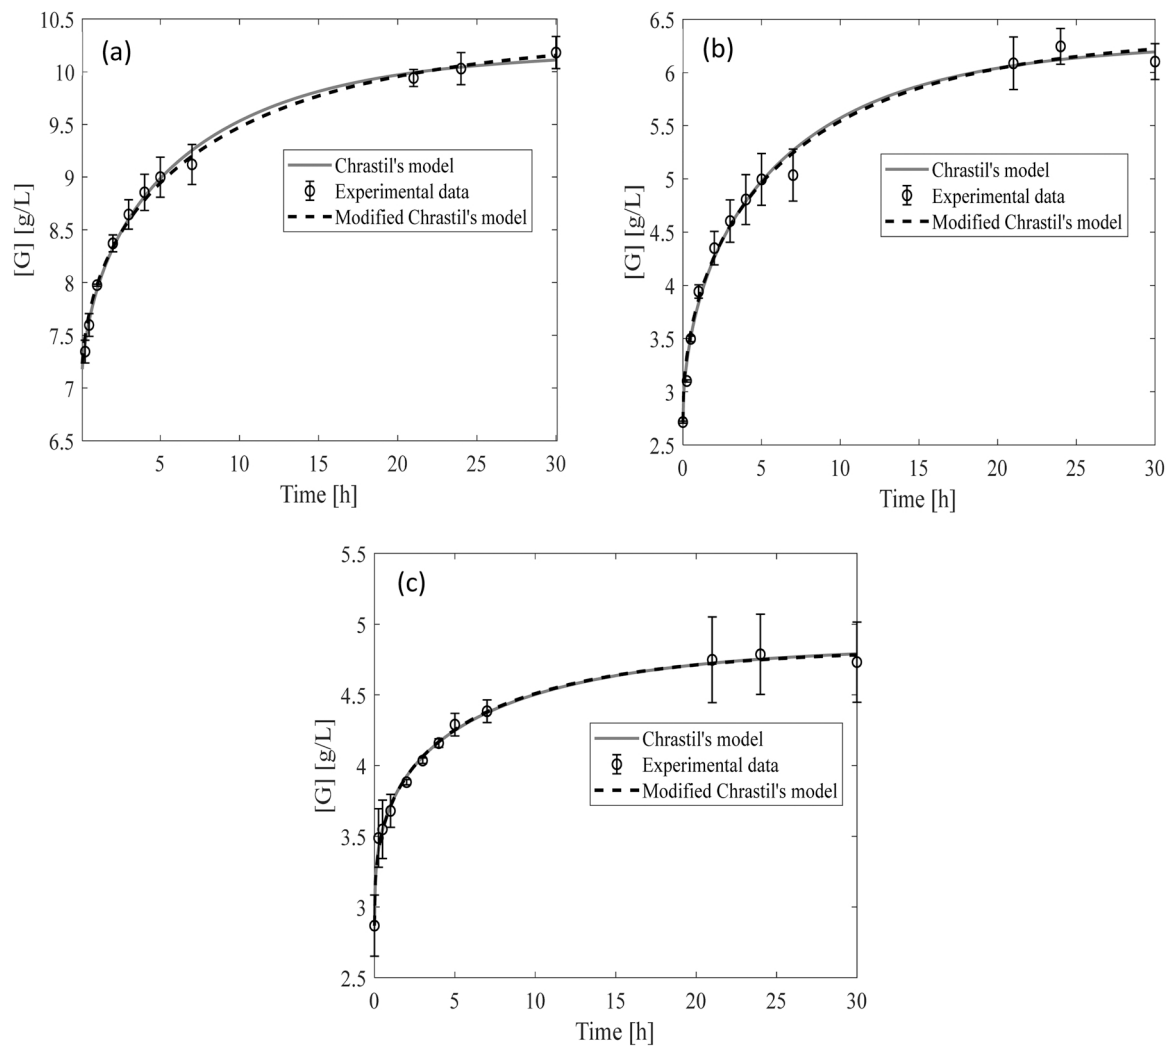 (a)
10.5
10
9.5
9
8.5
8
7.5
7
6.5
[G] [g/L]
5
10
15
20
25
30
Time [h]
Chrastil's model
Experimental data
Modified Chrastil's model
(b)
6.5
6
5.5
5
4.5
4
3.5
3
2.5
[G] [g/L]
0
5
10
15
20
25
30
Time [h]
Chrastil's model
Experimental data
Modified Chrastil's model
(c)
5.5
5
4.5
4
3.5
3
2.5
[G] [g/L]
0
5
10
15
20
25
30
Time [h]
Chrastil's model
Experimental data
Modified Chrastil's model